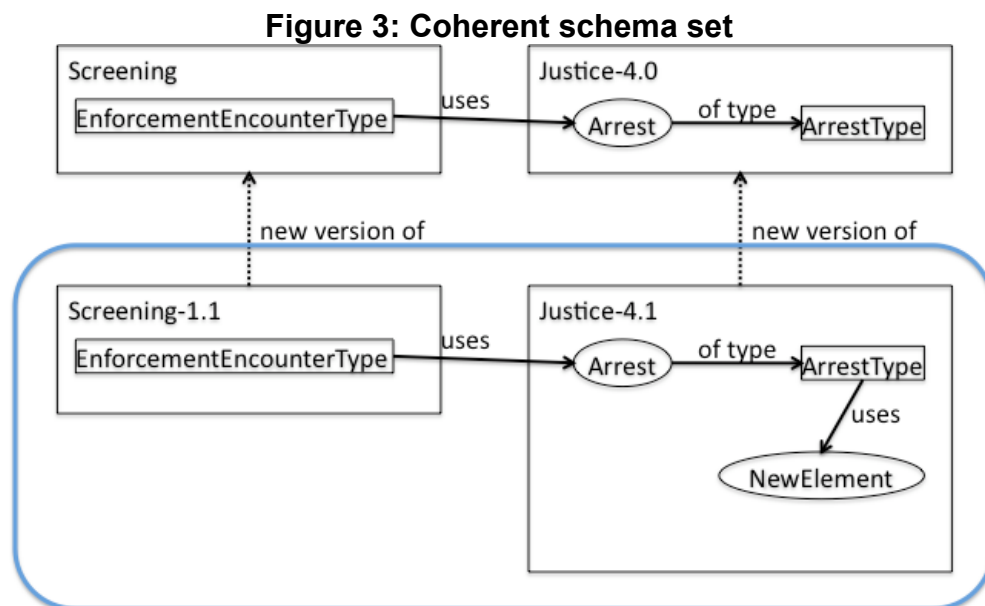 Figure 3: Coherent schema set
Screening
Justice-4.0
EnforcementEncounterType
uses
Arrest
of type
ArrestType
new version of
new version of
Screening-1.1
Justice-4.1
EnforcementEncounterType
uses
Arrest
of type
ArrestType
uses
NewElement